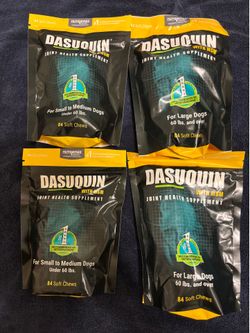 nutramax
DASUQUIN
WITH MSM
JOINT HEALTH SUPPLEMENT
For Small to Medium Dogs
Under 60 lbs.
84 Soft Chews
DASUQUIN
WITH MSM
JOINT HEALTH SUPPLEMENT
For Large Dogs
60 lbs. and over
84 Soft Chews
nutramax
DASUQUIN
WITH MSM
JOINT HEALTH SUPPLEMENT
For Small to Medium Dogs
Under 60 lbs.
84 Soft Chews
DASUQUIN
WITH MSM
JOINT HEALTH SUPPLEMENT
For Large Dogs
60 lbs. and over
84 Soft Chews